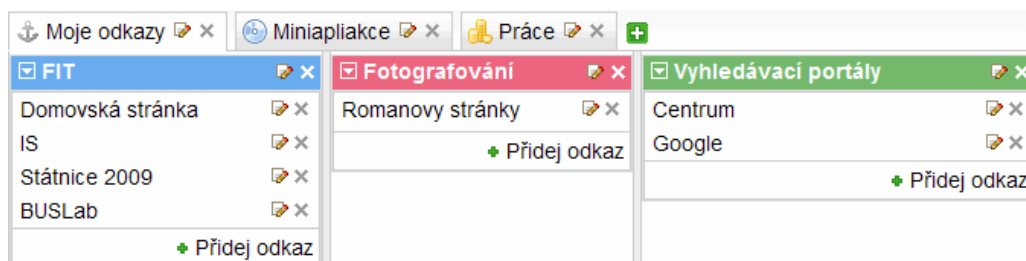 Moje odkazy Miniapliakce Práce
FIT
Domovská stránka
IS
Státnice 2009
BUSLab
Přidej odkaz
Fotografování
Romanovy stránky
Přidej odkaz
Vyhledávací portály
Centrum
Google
Přidej odkaz